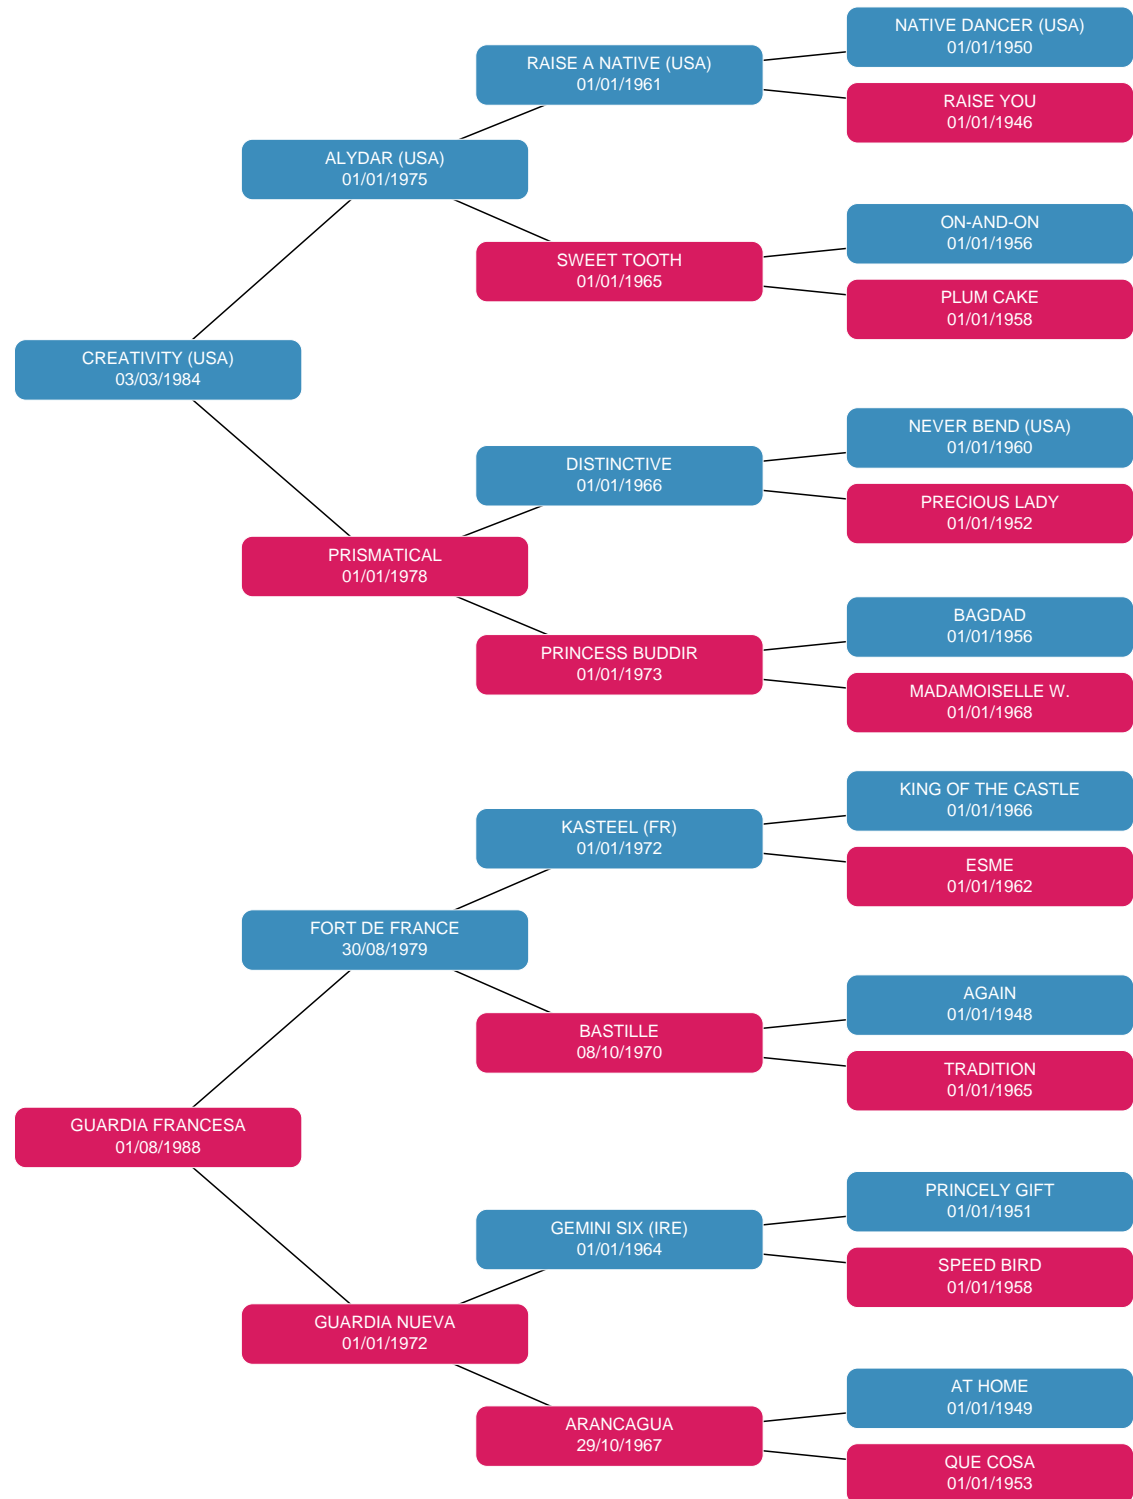 NATIVE DANCER (USA)
01/01/1950
RAISE A NATIVE (USA)
01/01/1961
RAISE YOU
01/01/1946
ALYDAR (USA)
01/01/1975
ON-AND-ON
01/01/1956
SWEET TOOTH
01/01/1965
PLUM CAKE
01/01/1958
CREATIVITY (USA)
03/03/1984
NEVER BEND (USA)
01/01/1960
DISTINCTIVE
01/01/1966
PRECIOUS LADY
01/01/1952
PRISMATICAL
01/01/1978
BAGDAD
01/01/1956
PRINCESS BUDDIR
01/01/1973
MADAMOISELLE W.
01/01/1968
KING OF THE CASTLE
01/01/1966
KASTEEL (FR)
01/01/1972
ESME
01/01/1962
FORT DE FRANCE
30/08/1979
AGAIN
01/01/1948
BASTILLE
08/10/1970
TRADITION
01/01/1965
GUARDIA FRANCESA
01/08/1988
PRINCELY GIFT
01/01/1951
GEMINI SIX (IRE)
01/01/1964
SPEED BIRD
01/01/1958
GUARDIA NUEVA
01/01/1972
AT HOME
01/01/1949
ARANCAGUA
29/10/1967
QUE COSA
01/01/1953